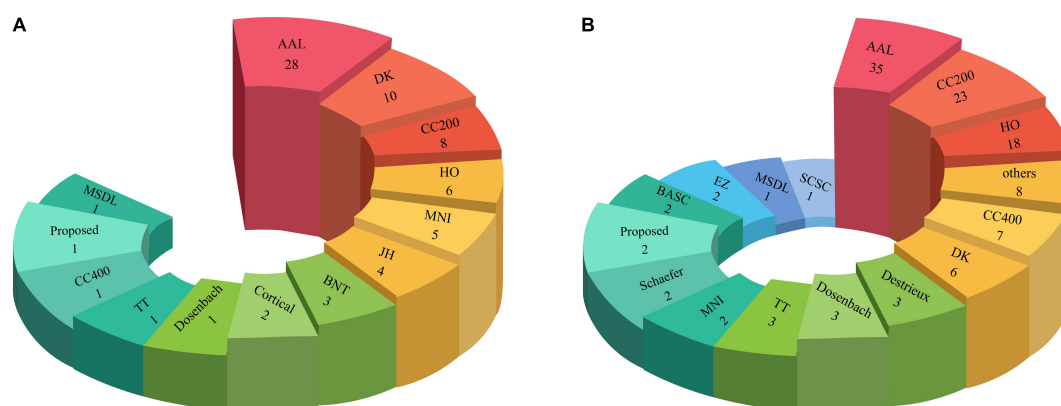 A
AAL
28
DK
10
CC200
8
HO
6
MNI
5
JH
4
BNT
3
Cortical
2
Dosenbach
1
TT
1
CC400
1
Proposed
1
MSDL
1
B
AAL
35
CC200
23
HO
18
others
8
CC400
7
DK
6
Destrieux
3
Dosenbach
3
TT
3
MNI
2
Schaefer
2
Proposed
2
BASC
2
EZ
2
MSDL
1
SCSC
1